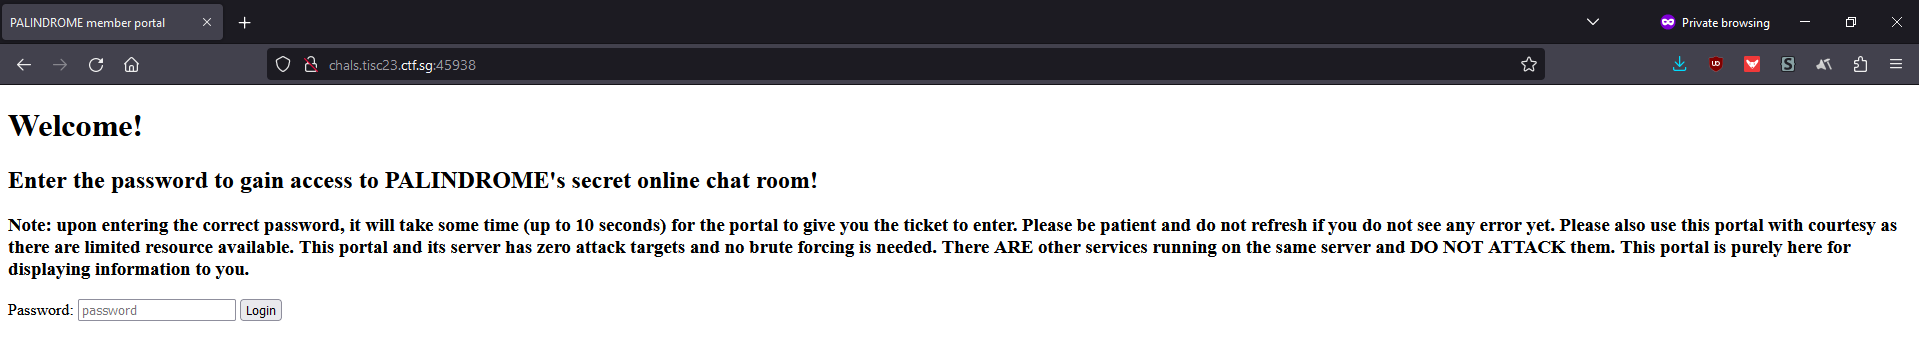 PALINDROME member portal
Private browsing
chals.tisc23.ctf.sg:45938
Welcome!
Enter the password to gain access to PALINDROME's secret online chat room!
Note: upon entering the correct password, it will take some time (up to 10 seconds) for the portal to give you the ticket to enter. Please be patient and do not refresh if you do not see any error yet. Please also use this portal with courtesy as
there are limited resource available. This portal and its server has zero attack targets and no brute forcing is needed. There ARE other services running on the same server and DO NOT ATTACK them. This portal is purely here for
displaying information to you.
Password: password Login